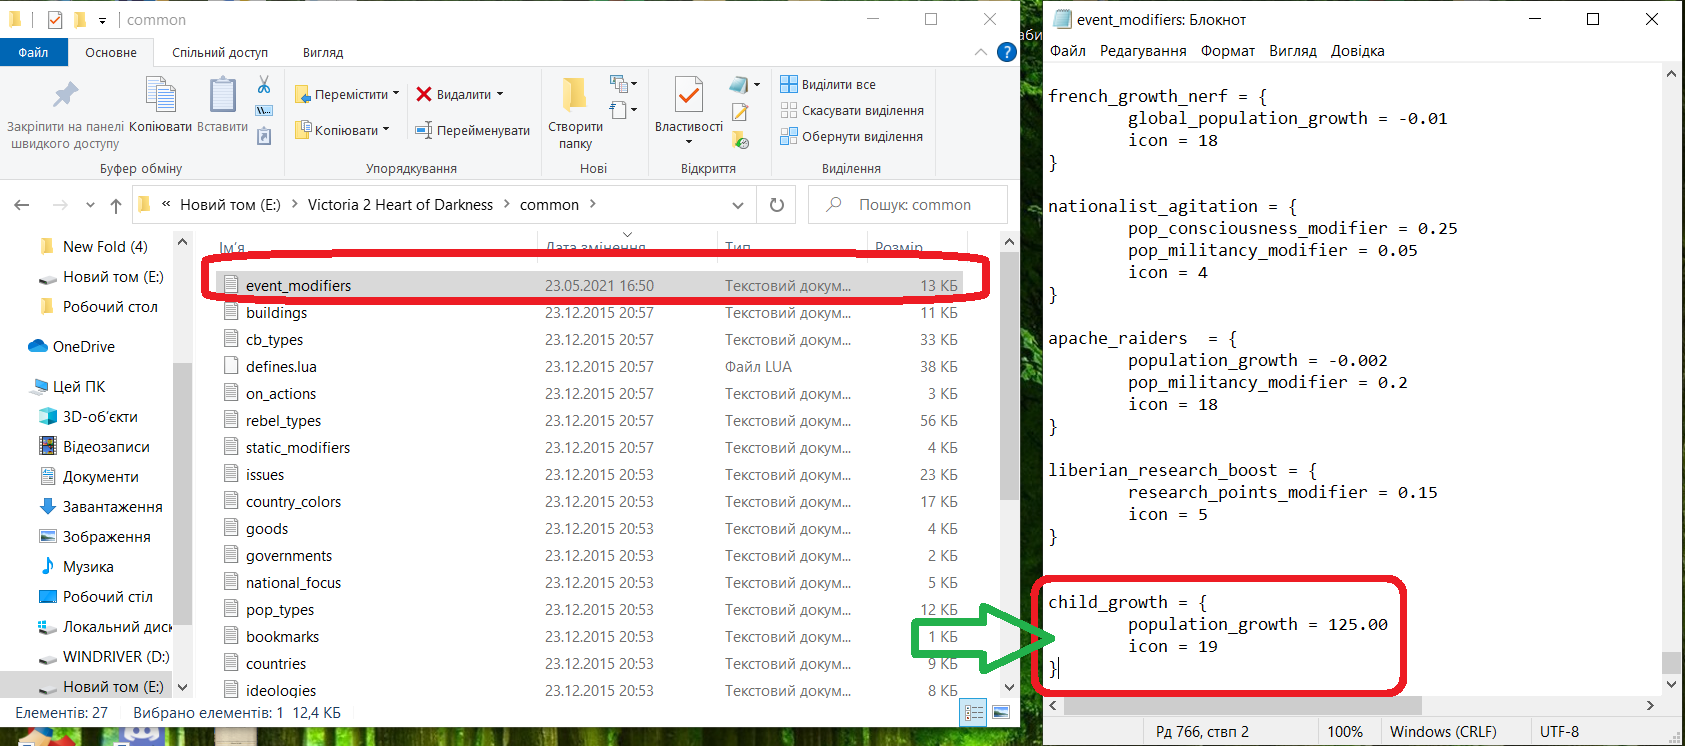 common
Файл Основне Спільний доступ Вигляд
Закріпити на панелі швидкого доступу
Копіювати
Вставити
Буфер обміну
Перемістити
Копіювати
Видалити
Перейменувати
Упорядкування
Створити папку
Нові
Властивості
Відкриття
Виділити все
Скасувати виділення
Обернути виділення
Виділення
« Новий том (E:) > Victoria 2 Heart of Darkness > common >
Пошук: common
New Fold (4)
Новий том (E:)
Робочий стол
OneDrive
Цей ПК
3D-об’єкти
Відеозаписи
Документи
Завантаження
Зображення
Музика
Робочий стіл
Локальний диск
WINDRIVER (D:)
Новий том (E:)
Ім’я Дата змінення Тип Розмір
event_modifiers 23.05.2021 16:50 Текстовий докум... 13 КБ
buildings 23.12.2015 20:57 Текстовий докум... 11 КБ
cb_types 23.12.2015 20:57 Текстовий докум... 33 КБ
defines.lua 23.12.2015 20:57 Файл LUA 38 КБ
on_actions 23.12.2015 20:57 Текстовий докум... 3 КБ
rebel_types 23.12.2015 20:57 Текстовий докум... 56 КБ
static_modifiers 23.12.2015 20:57 Текстовий докум... 4 КБ
issues 23.12.2015 20:53 Текстовий докум... 23 КБ
country_colors 23.12.2015 20:53 Текстовий докум... 17 КБ
goods 23.12.2015 20:53 Текстовий докум... 4 КБ
governments 23.12.2015 20:53 Текстовий докум... 2 КБ
national_focus 23.12.2015 20:53 Текстовий докум... 5 КБ
pop_types 23.12.2015 20:53 Текстовий докум... 12 КБ
bookmarks 23.12.2015 20:53 Текстовий докум... 1 КБ
countries 23.12.2015 20:53 Текстовий докум... 9 КБ
ideologies 23.12.2015 20:53 Текстовий докум... 8 КБ
Елементів: 27 Вибрано елементів: 1 12,4 КБ
event_modifiers: Блокнот
Файл Редагування Формат Вигляд Довідка
french_growth_nerf = {
global_population_growth = -0.01
icon = 18
}
nationalist_agitation = {
pop_consciousness_modifier = 0.25
pop_militancy_modifier = 0.05
icon = 4
}
apache_raiders = {
population_growth = -0.002
pop_militancy_modifier = 0.2
icon = 18
}
liberian_research_boost = {
research_points_modifier = 0.15
icon = 5
}
child_growth = {
population_growth = 125.00
icon = 19
}
Рд 766, ствп 2 100% Windows (CRLF) UTF-8